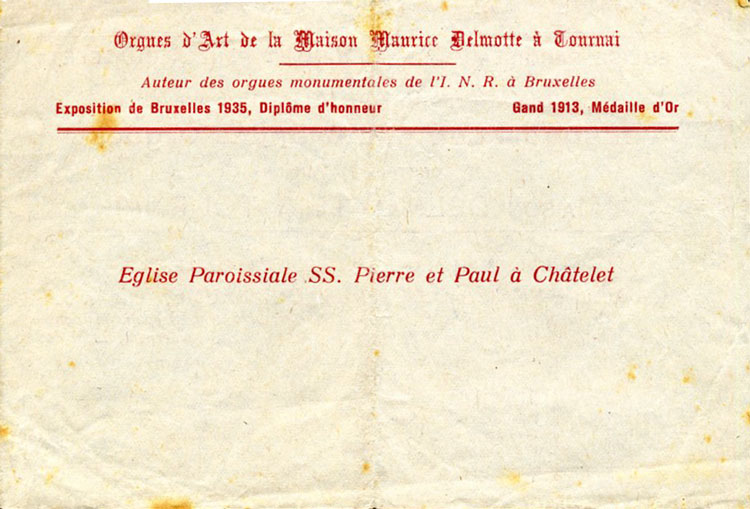 Orgues d'Art de la Maison Maurice Delmotte à Tournai
Auteur des orgues monumentales de l'I. N. R. à Bruxelles
Exposition de Bruxelles 1935, Diplôme d'honneur Gand 1913, Médaille d'Or
Eglise Paroissiale SS. Pierre et Paul à Châtelet